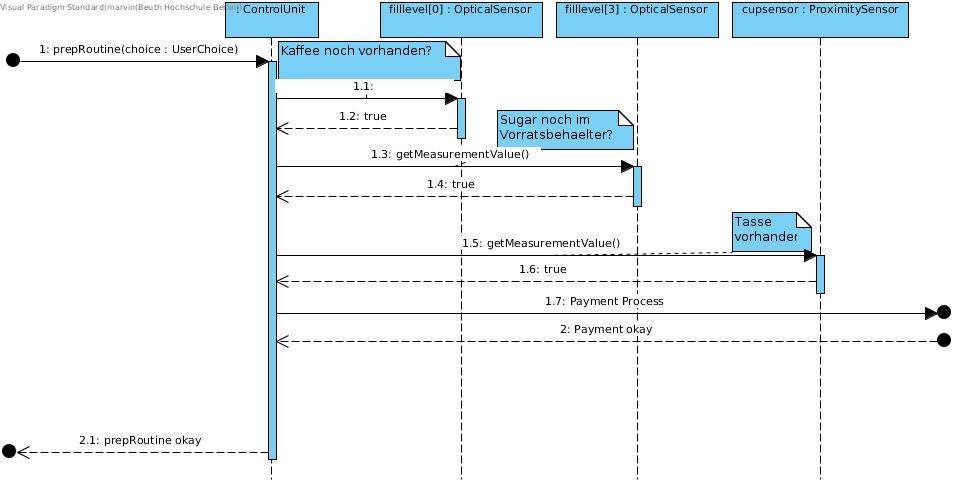 Visual Paradigm Standard(marvin(Beuth Hochschule Berlin))
: ControlUnit
filllevel[0] : OpticalSensor
filllevel[3] : OpticalSensor
cupsensor : ProximitySensor
1: prepRoutine(choice : UserChoice)
Kaffee noch vorhanden?
1.1:
1.2: true
Sugar noch im
Vorratsbehaelter?
1.3: getMeasurementValue()
1.4: true
Tasse
1.5: getMeasurementValue()
1.6: true
1.7: Payment Process
2: Payment okay
2.1: prepRoutine okay